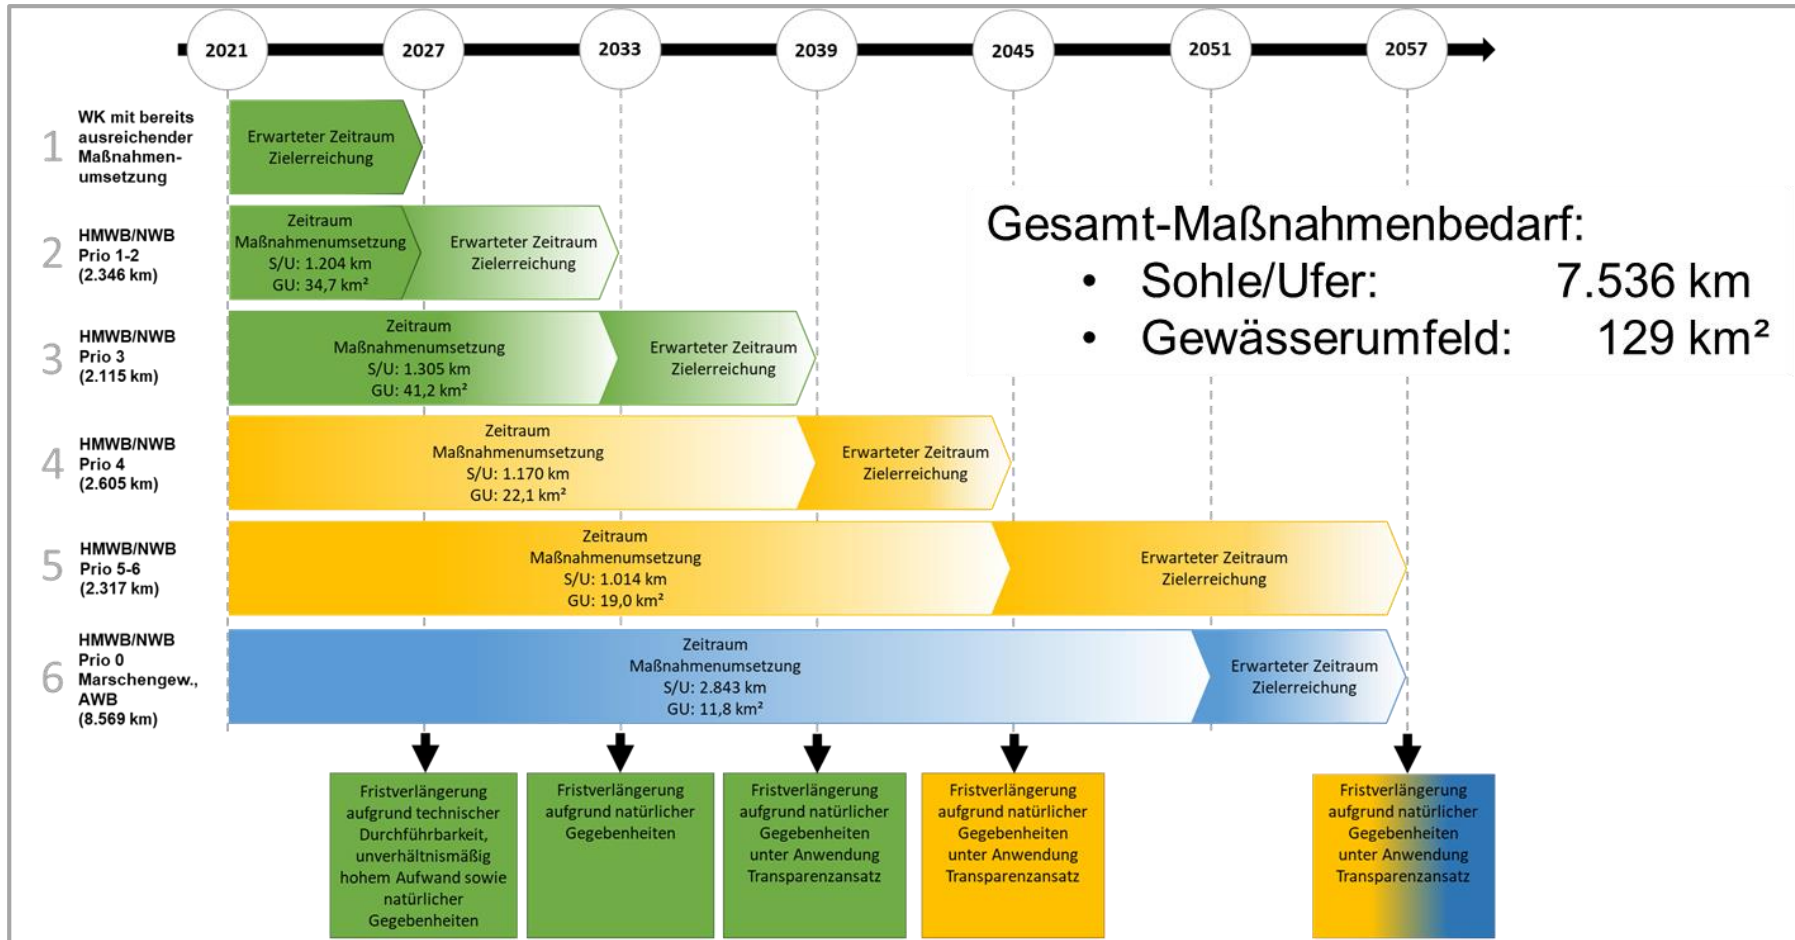 2021
2027
2033
2039
2045
2051
2057
1
WK mit bereits
ausreichender
Maßnahmen-
umsetzung
Erwarteter Zeitraum
Zielerreichung
2
HMWB/NWB
Prio 1-2
(2.346 km)
Zeitraum
Maßnahmenumsetzung
S/U: 1.204 km
GU: 34,7 km²
Erwarteter Zeitraum
Zielerreichung
Gesamt-Maßnahmenbedarf:
• Sohle/Ufer: 7.536 km
• Gewässerumfeld: 129 km²
3
HMWB/NWB
Prio 3
(2.115 km)
Zeitraum
Maßnahmenumsetzung
S/U: 1.305 km
GU: 41,2 km²
Erwarteter Zeitraum
Zielerreichung
4
HMWB/NWB
Prio 4
(2.605 km)
Zeitraum
Maßnahmenumsetzung
S/U: 1.170 km
GU: 22,1 km²
Erwarteter Zeitraum
Zielerreichung
5
HMWB/NWB
Prio 5-6
(2.317 km)
Zeitraum
Maßnahmenumsetzung
S/U: 1.014 km
GU: 19,0 km²
Erwarteter Zeitraum
Zielerreichung
6
HMWB/NWB
Prio 0
Marschengew.,
AWB
(8.569 km)
Zeitraum
Maßnahmenumsetzung
S/U: 2.843 km
GU: 11,8 km²
Erwarteter Zeitraum
Zielerreichung
Fristverlängerung
aufgrund technischer
Durchführbarkeit,
unverhältnismäßig
hohem Aufwand sowie
natürlicher
Gegebenheiten
Fristverlängerung
aufgrund natürlicher
Gegebenheiten
Fristverlängerung
aufgrund natürlicher
Gegebenheiten
unter Anwendung
Transparenzansatz
Fristverlängerung
aufgrund natürlicher
Gegebenheiten
unter Anwendung
Transparenzansatz
Fristverlängerung
aufgrund natürlicher
Gegebenheiten
unter Anwendung
Transparenzansatz